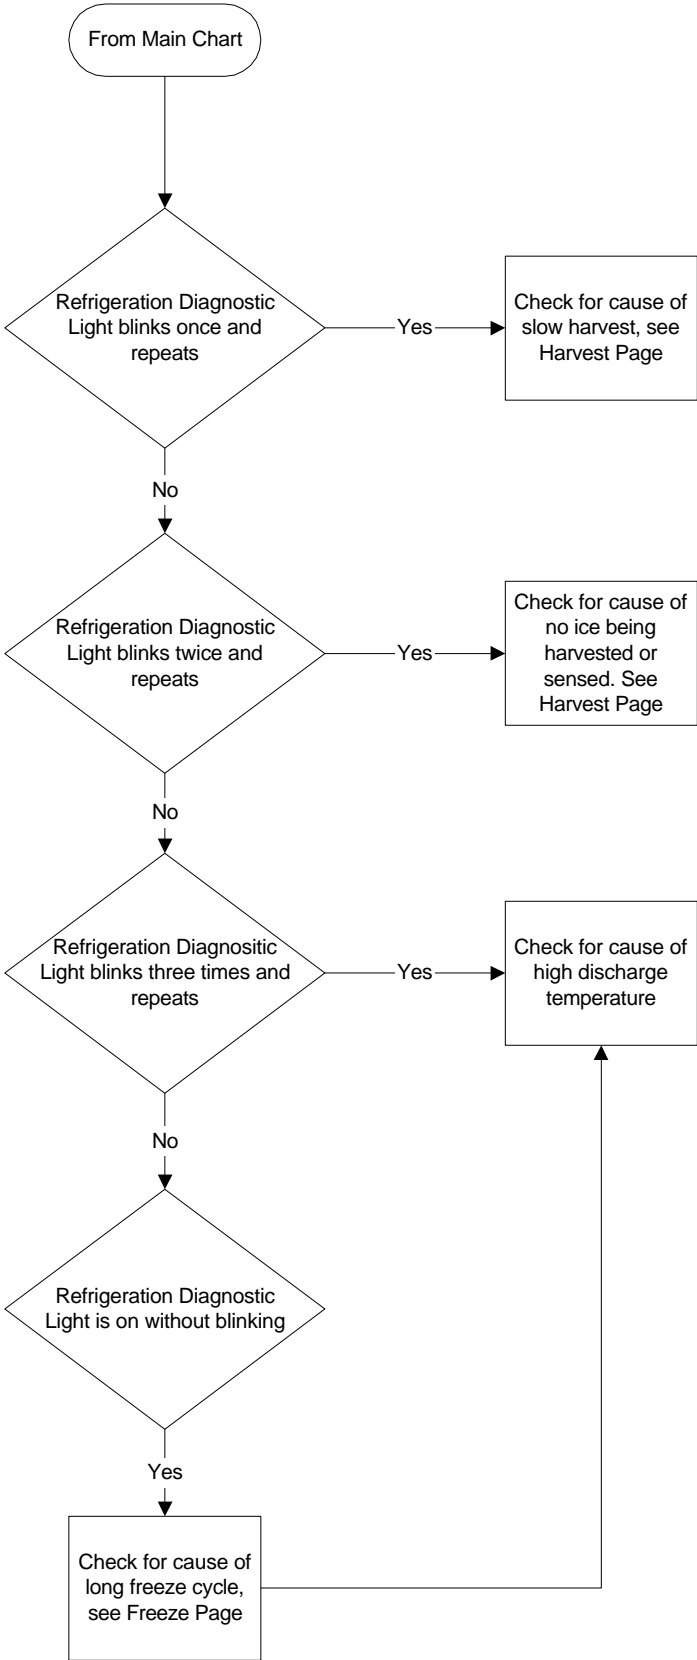 From Main Chart
Refrigeration Diagnostic
Light blinks once and
repeats
Yes
Check for cause of
slow harvest, see
Harvest Page
No
Refrigeration Diagnostic
Light blinks twice and
repeats
Yes
Check for cause of
no ice being
harvested or
sensed. See
Harvest Page
No
Refrigeration Diagnositic
Light blinks three times and
repeats
Yes
Check for cause of
high discharge
temperature
No
Refrigeration Diagnostic
Light is on without blinking
Yes
Check for cause of
long freeze cycle,
see Freeze Page